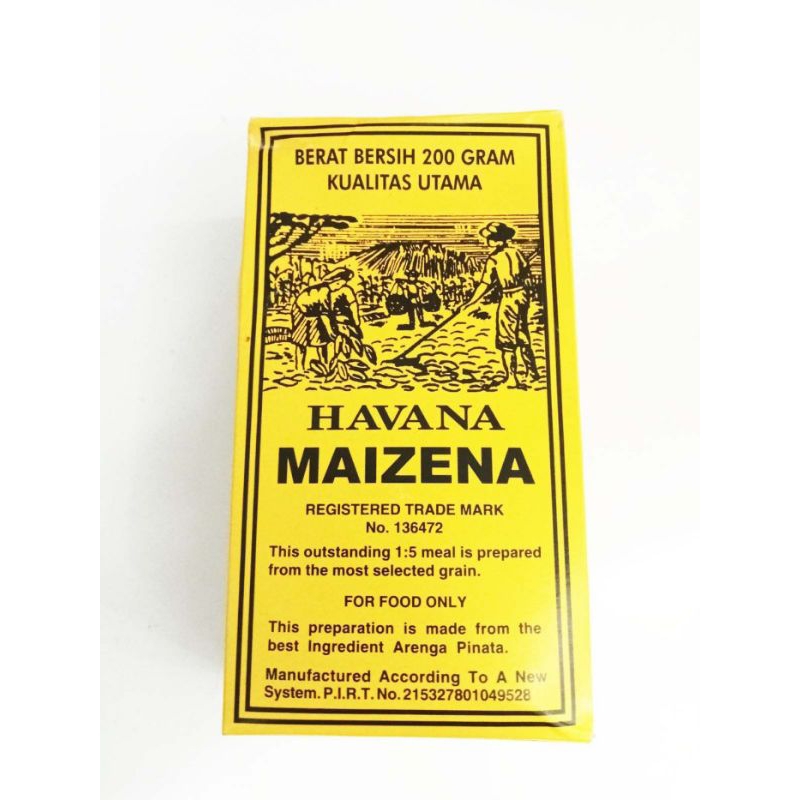 BERAT BERSIH 200 GRAM
KUALITAS UTAMA
HAVANA
MAIZENA
REGISTERED TRADE MARK
No. 136472
This outstanding 1:5 meal is prepared
from the most selected grain.
FOR FOOD ONLY
This preparation is made from the
best Ingredient Arenga Pinata.
Manufactured According To A New
System. P.I.R.T. No. 215327801049528